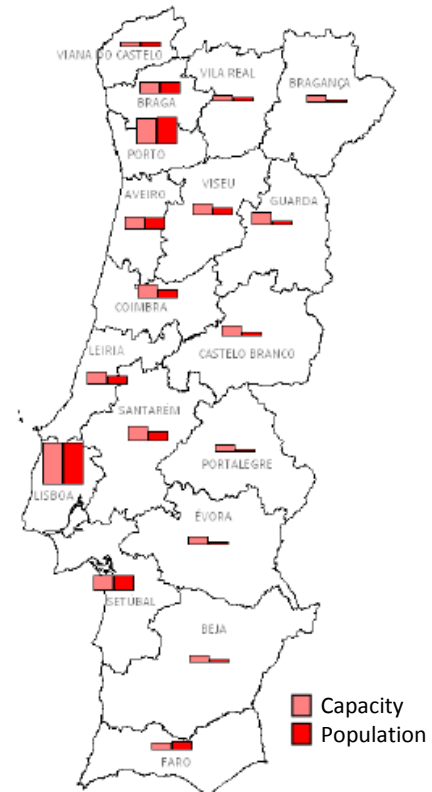 VIANA DO CASTELO
VILA REAL
BRAGANÇA
BRAGA
PORTO
AVEIRO
VISEU
GUARDA
COIMBRA
LEIRIA
CASTELO BRANCO
SANTARÉM
PORTALEGRE
LISBOA
ÉVORA
SETUBAL
BEJA
Capacity
Population
FARO